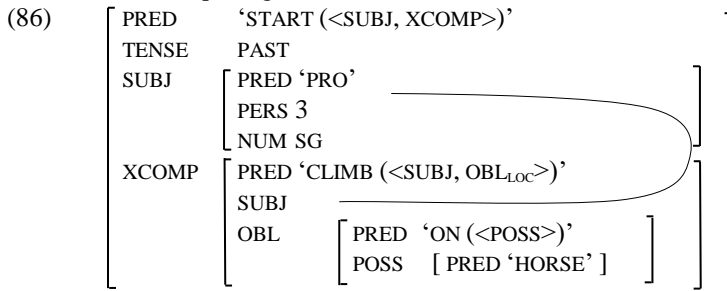 (86) PRED ‘START (<SUBJ, XCOMP>)’
TENSE PAST
SUBJ PRED ‘PRO’
PERS 3
NUM SG
XCOMP PRED ‘CLIMB (<SUBJ, OBLLOC>)’
SUBJ
OBL PRED ‘ON (<POSS>)’
POSS [ PRED ‘HORSE’ ]